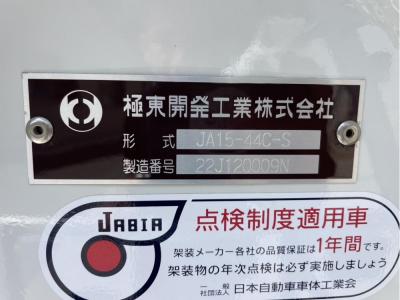 極東開発工業株式会社
形式 JA15-44C-S
製造番号 22J120009N
JABIA
点検制度適用車
架装メーカー各社の品質保証は1年間です。
架装物の年次点検は必ず実施しましょう
一般社団法人 日本自動車車体工業会